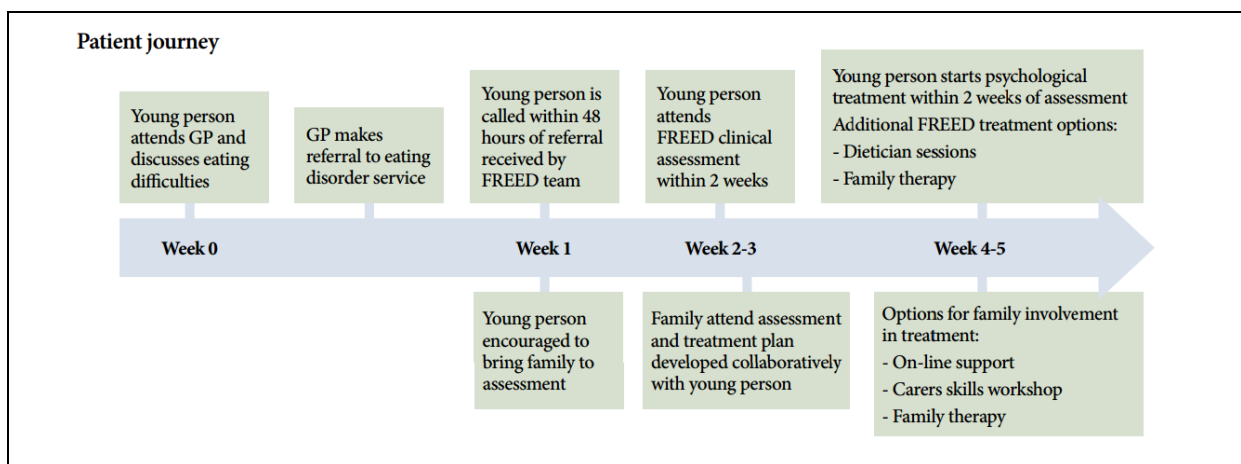 Patient journey
Young person
attends GP and
discusses eating
difficulties
GP makes
referral to eating
disorder service
Young person is
called within 48
hours of referral
received by
FREED team
Young person
attends
FREED clinical
assessment
within 2 weeks
Young person starts psychological
treatment within 2 weeks of assessment
Additional FREED treatment options:
- Dietician sessions
- Family therapy
Week 0
Week 1
Week 2-3
Week 4-5
Young person
encouraged to
bring family to
assessment
Family attend assessment
and treatment plan
developed collaboratively
with young person
Options for family involvement
in treatment:
- On-line support
- Carers skills workshop
- Family therapy